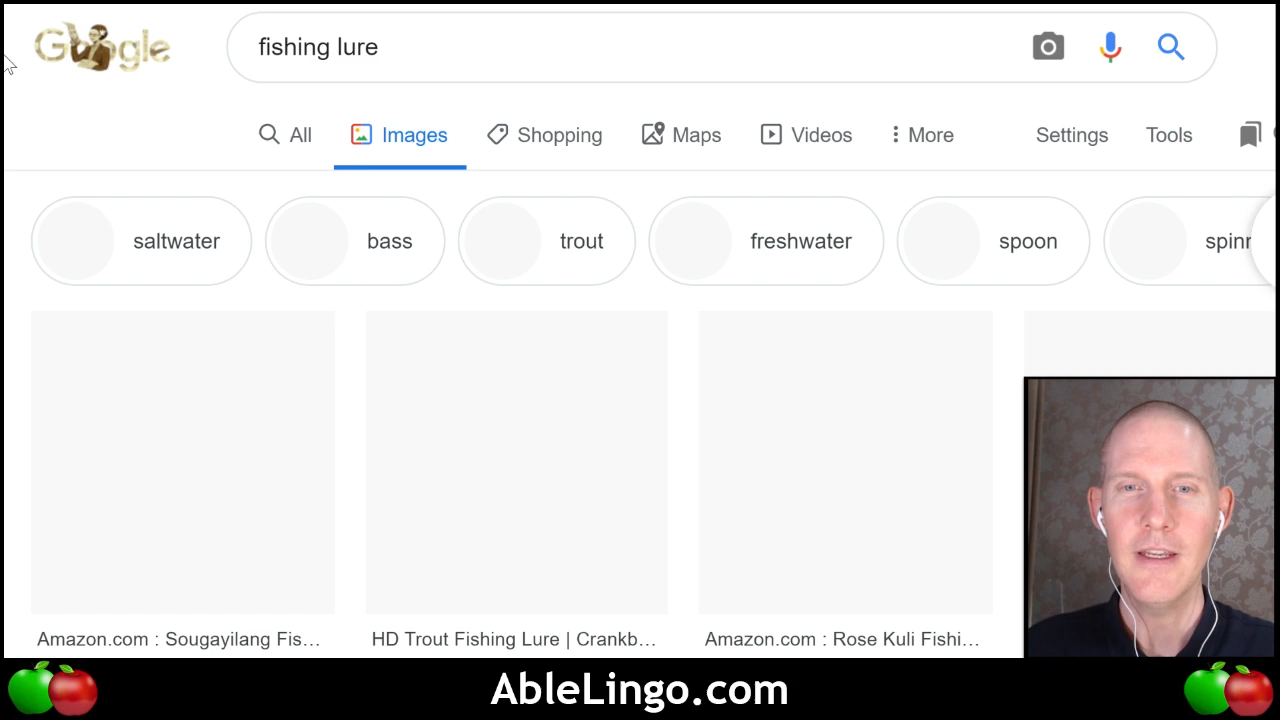 Google
fishing lure
All Images Shopping Maps Videos More Settings Tools
saltwater bass trout freshwater spoon
Amazon.com : Sougayilang Fis... HD Trout Fishing Lure | Crankb... Amazon.com : Rose Kuli Fishi...
AbleLingo.com